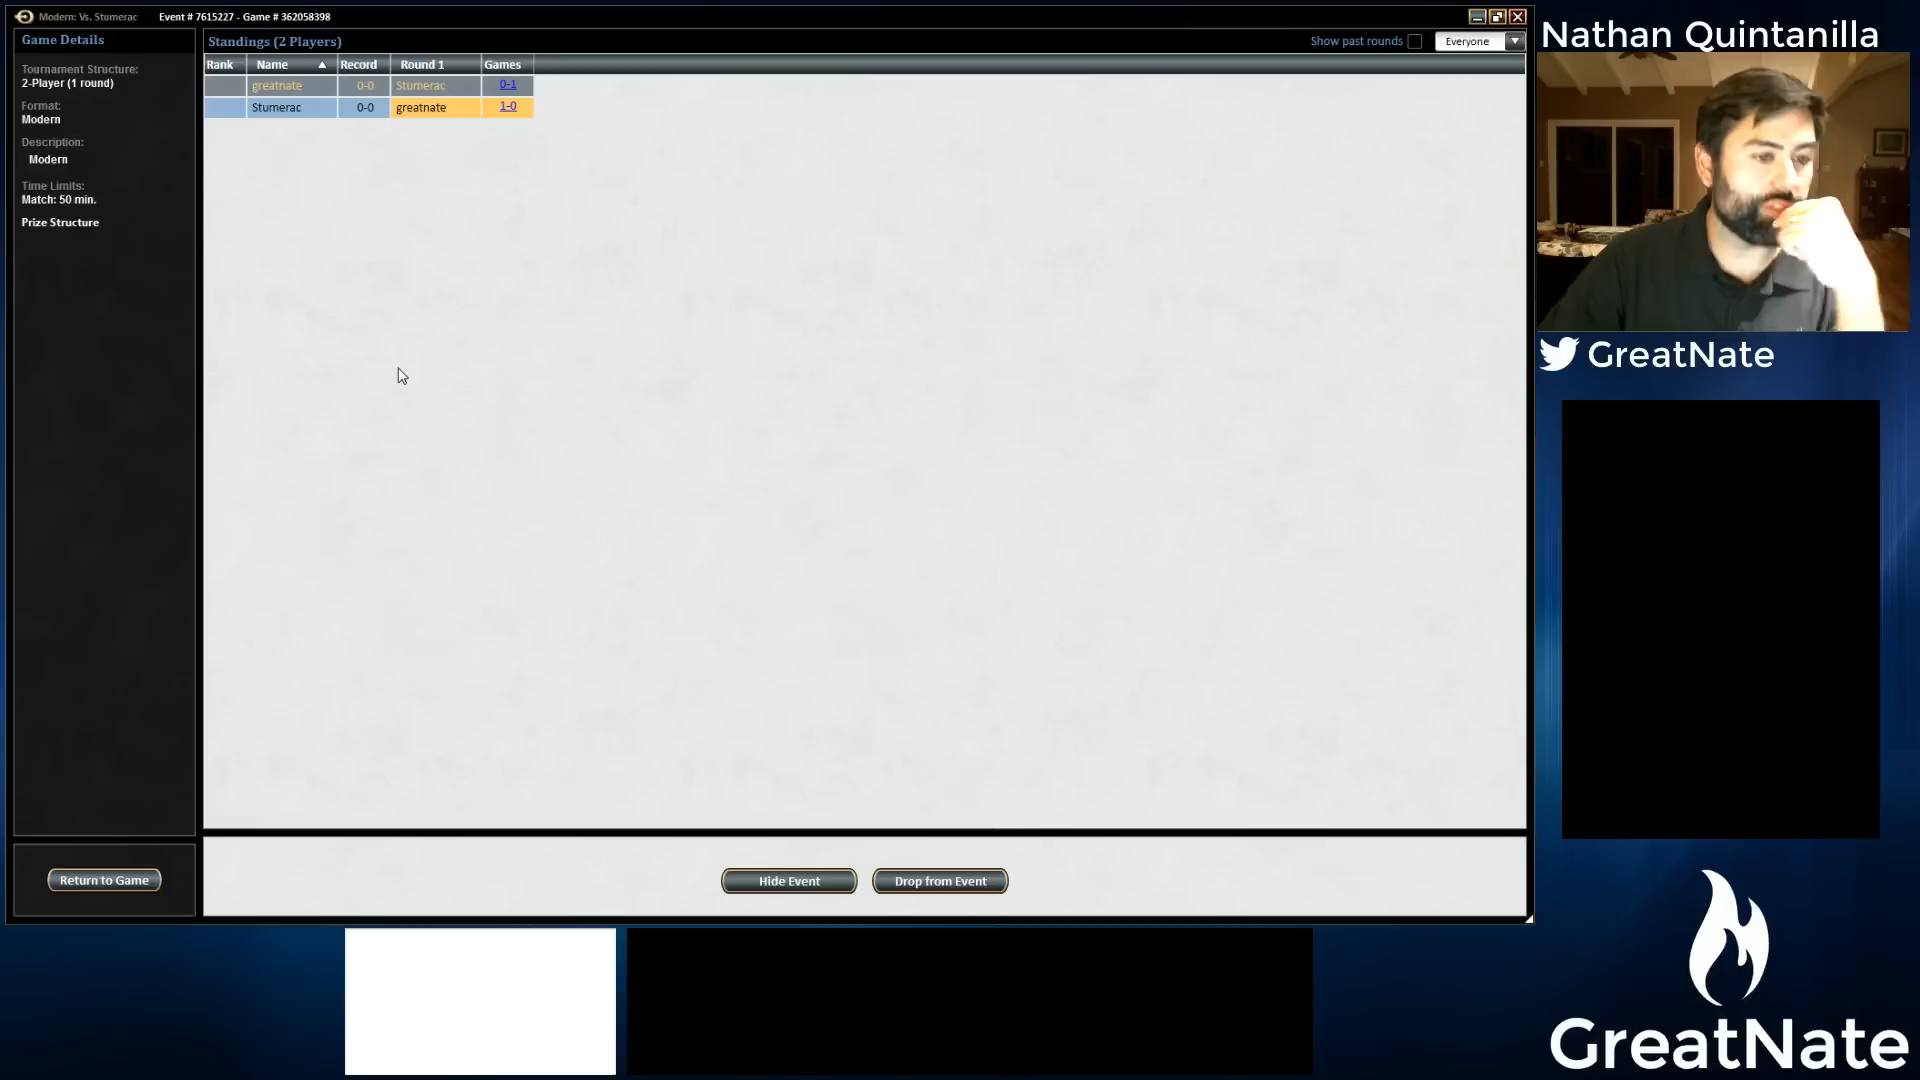 Modern: Vs. Stumerac Event # 7615227 - Game # 362058398
Game Details
Tournament Structure:
2-Player (1 round)
Format:
Modern
Description:
Modern
Time Limits:
Match: 50 min.
Prize Structure
Return to Game
Standings (2 Players)
Show past rounds
Everyone
Rank Name Record Round 1 Games
greatnate 0-0 Stumerac 0-1
Stumerac 0-0 greatnate 1-0
Hide Event Drop from Event
Nathan Quintanilla
GreatNate
GreatNate